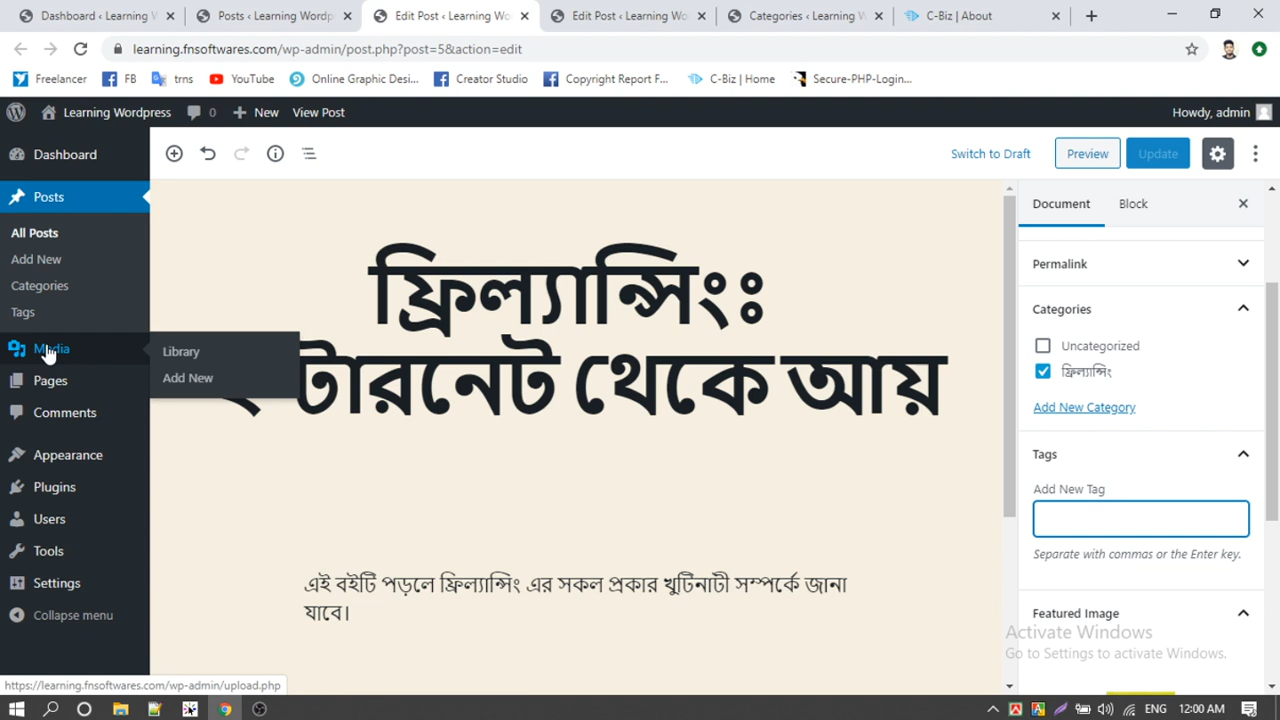 Dashboard ‹ Learning W
Posts ‹ Learning Wordp
Edit Post ‹ Learning Wo
Edit Post ‹ Learning Wo
Categories ‹ Learning W
C-Biz | About
learning.fnsoftwares.com/wp-admin/post.php?post=5&action=edit
Freelancer
FB
trns
YouTube
Online Graphic Desi...
Creator Studio
Copyright Report F...
C-Biz | Home
Secure-PHP-Login...
Learning Wordpress
0
New
View Post
Howdy, admin
Dashboard
Posts
All Posts
Add New
Categories
Tags
Media
Library
Add New
Pages
Comments
Appearance
Plugins
Users
Tools
Settings
Collapse menu
Switch to Draft
Preview
Update
ফ্রিল্যান্সিংঃ
টারনেট থেকে আয়
এই বইটি পড়লে ফ্রিল্যান্সিং এর সকল প্রকার খুটিনাটী সম্পর্কে জানা
যাবে।
Document
Block
Permalink
Categories
Uncategorized
ফ্রিল্যান্সিং
Add New Category
Tags
Add New Tag
Separate with commas or the Enter key.
Featured Image
Activate Windows
Go to Settings to activate Windows.
https://learning.fnsoftwares.com/wp-admin/upload.php
ENG
12:00 AM